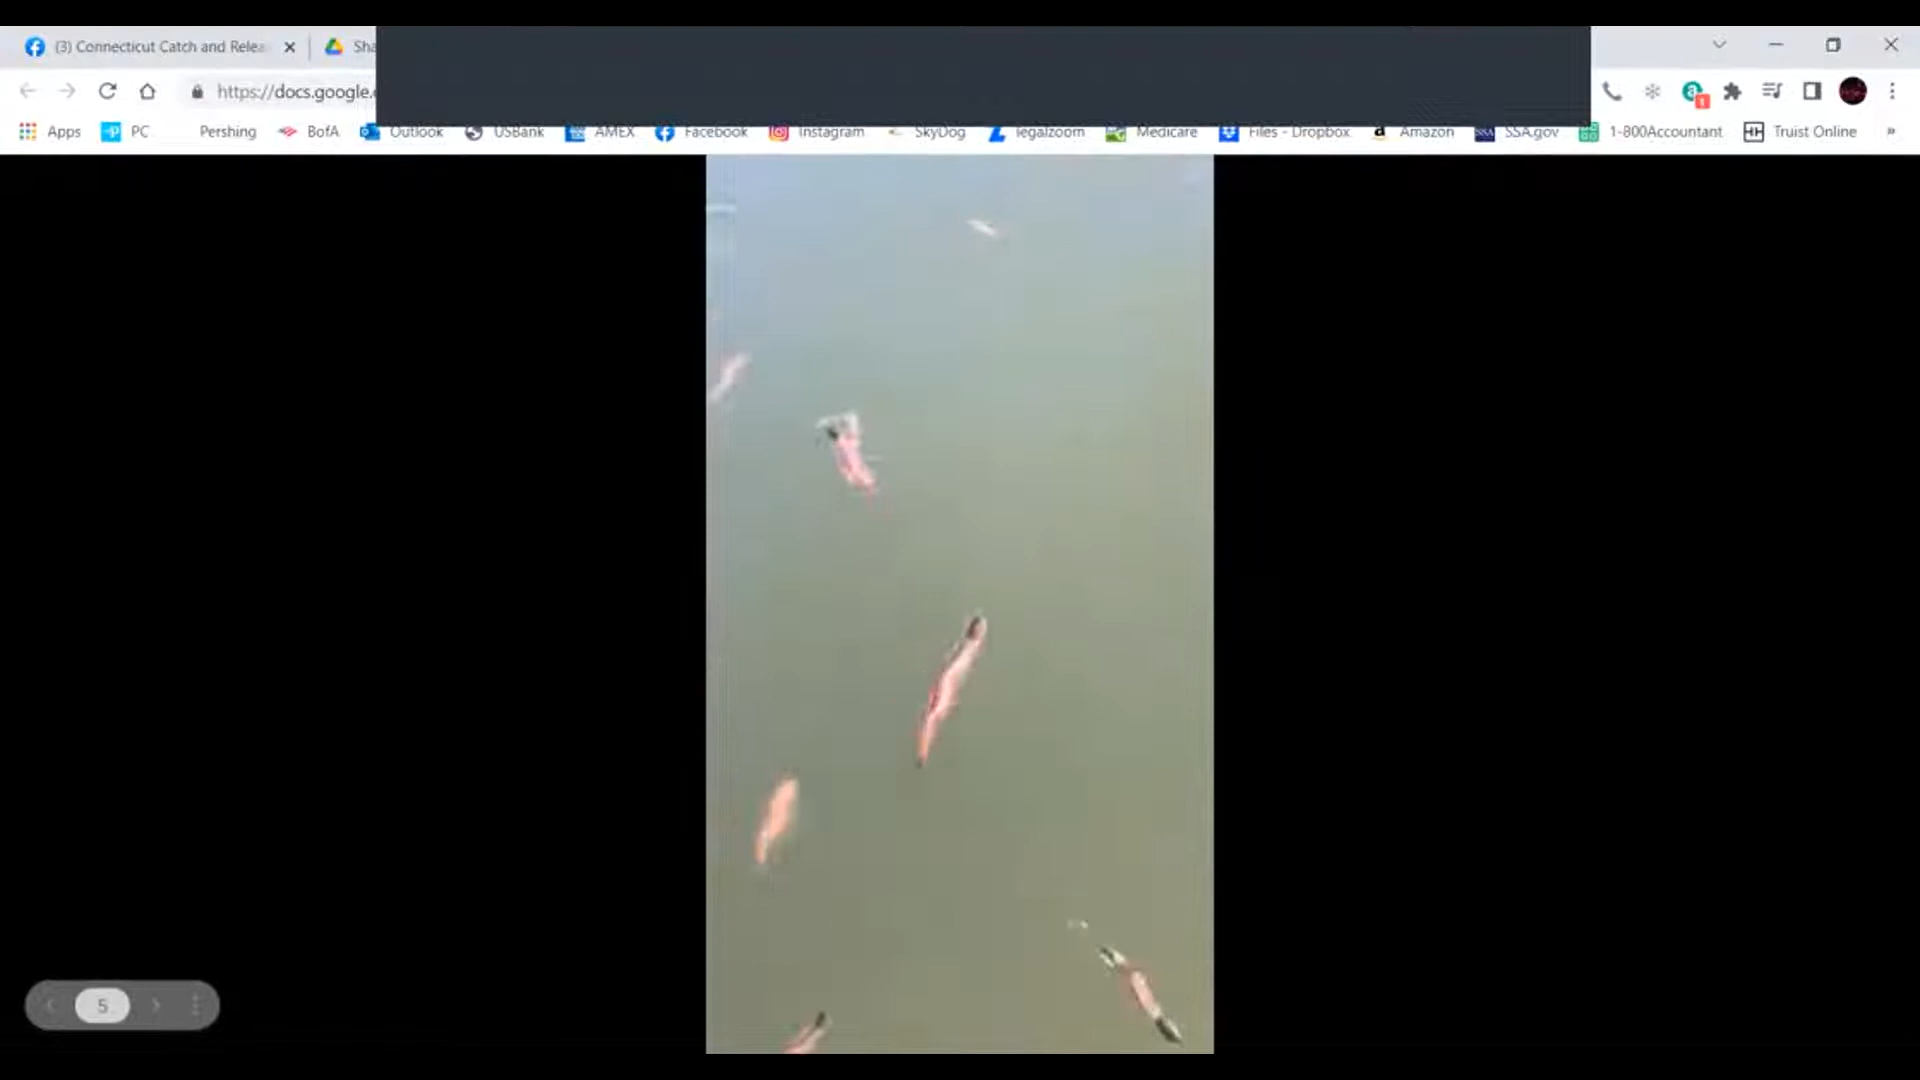 (3) Connecticut Catch and Relea
Sha
https://docs.google.
Apps PC Pershing BofA Outlook USBank AMEX Facebook Instagram SkyDog legalzoom Medicare Files - Dropbox Amazon SSA.gov 1-800Accountant Truist Online »
5